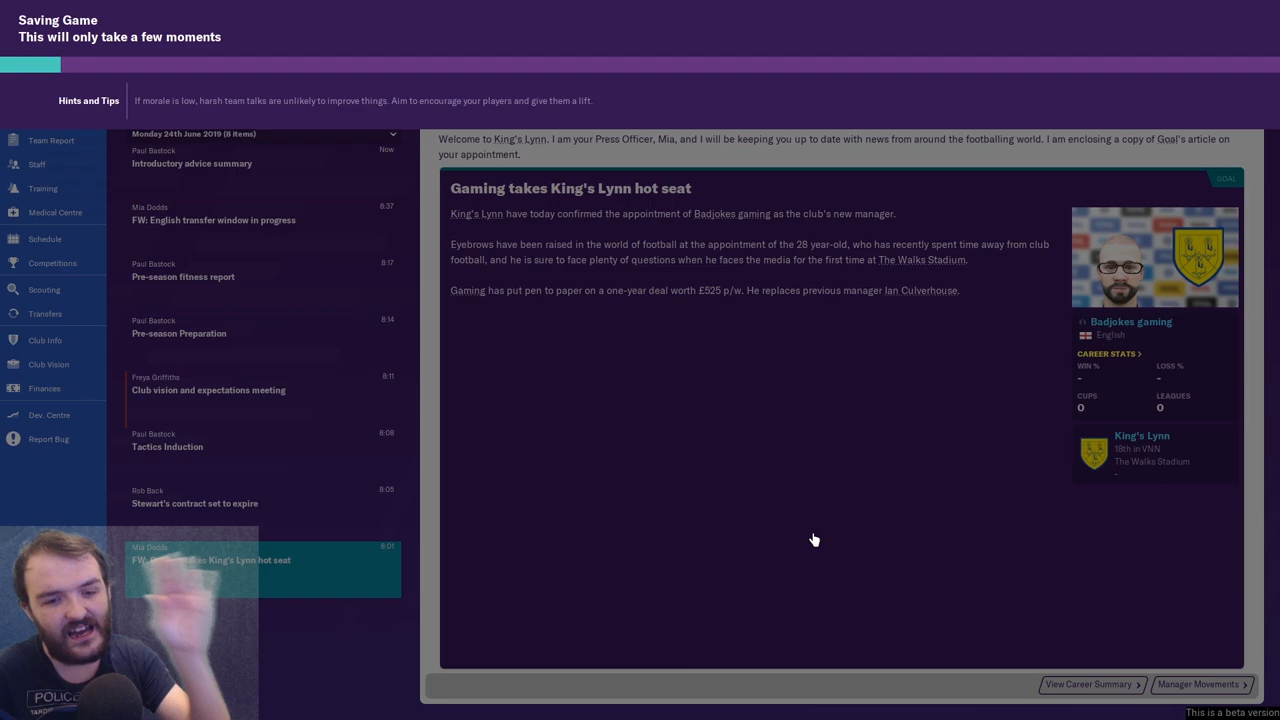 Saving Game
This will only take a few moments
Hints and Tips
If morale is low, harsh team talks are unlikely to improve things. Aim to encourage your players and give them a lift.
Team Report
Staff
Training
Medical Centre
Schedule
Competitions
Scouting
Transfers
Club Info
Club Vision
Finances
Dev. Centre
Report Bug
Monday 24th June 2019 (8 items)
Paul Bastock
Now
Introductory advice summary
Mia Dodds
8:37
FW: English transfer window in progress
Paul Bastock
8:17
Pre-season fitness report
Paul Bastock
8:14
Pre-season Preparation
Freya Griffiths
8:11
Club vision and expectations meeting
Paul Bastock
8:08
Tactics Induction
Rob Back
8:05
Stewart's contract set to expire
Mia Dodds
8:01
FW: takes King's Lynn hot seat
Welcome to King's Lynn. I am your Press Officer, Mia, and I will be keeping you up to date with news from around the footballing world. I am enclosing a copy of Goal's article on
your appointment.
GOAL
Gaming takes King's Lynn hot seat
King's Lynn have today confirmed the appointment of Badjokes gaming as the club's new manager.
Eyebrows have been raised in the world of football at the appointment of the 28 year-old, who has recently spent time away from club
football, and he is sure to face plenty of questions when he faces the media for the first time at The Walks Stadium.
Gaming has put pen to paper on a one-year deal worth £525 p/w. He replaces previous manager Ian Culverhouse.
Badjokes gaming
English
CAREER STATS >
WIN %
LOSS %
-
-
CUPS
LEAGUES
0
0
King's Lynn
18th in VNN
The Walks Stadium
-
View Career Summary >
Manager Movements >
POLICE
This is a beta version